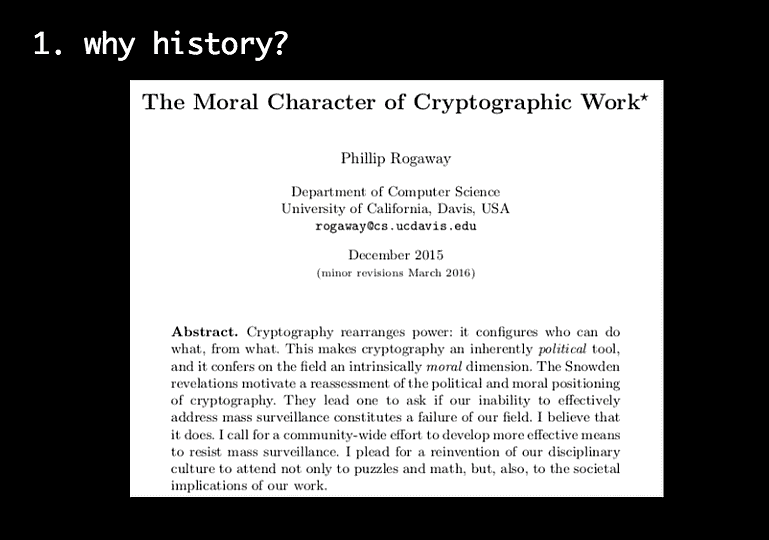 1. why history?
The Moral Character of Cryptographic Work*
Phillip Rogaway
Department of Computer Science
University of California, Davis, USA
rogaway@cs.ucdavis.edu
December 2015
(minor revisions March 2016)
Abstract. Cryptography rearranges power: it configures who can do
what, from what. This makes cryptography an inherently political tool,
and it confers on the field an intrinsically moral dimension. The Snowden
revelations motivate a reassessment of the political and moral positioning
of cryptography. They lead one to ask if our inability to effectively
address mass surveillance constitutes a failure of our field. I believe that
it does. I call for a community-wide effort to develop more effective means
to resist mass surveillance. I plead for a reinvention of our disciplinary
culture to attend not only to puzzles and math, but, also, to the societal
implications of our work.